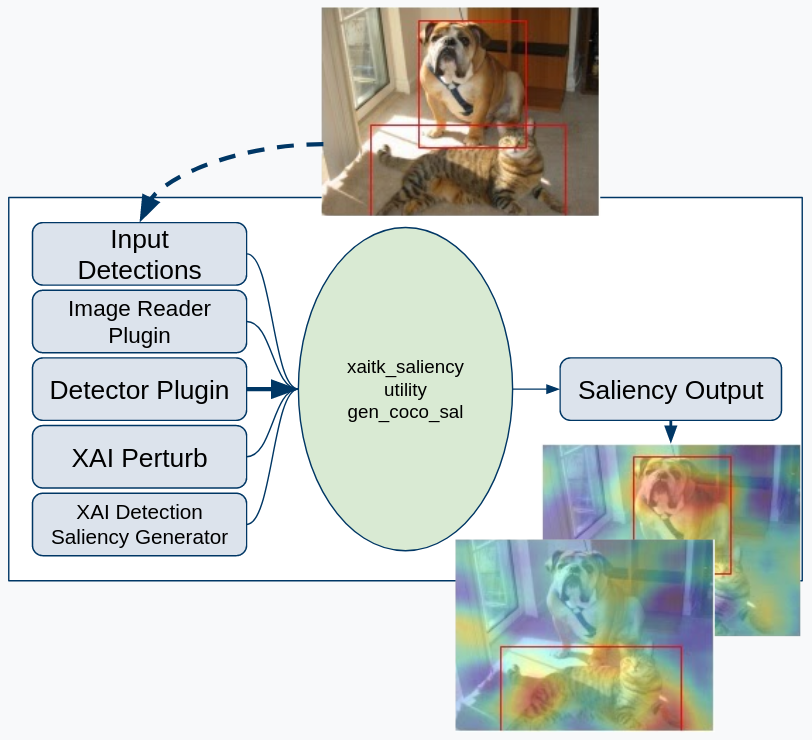 Input
Detections
Image Reader
Plugin
Detector Plugin
XAI Perturb
XAI Detection
Saliency Generator
xaitk_saliency
utility
gen_coco_sal
Saliency Output